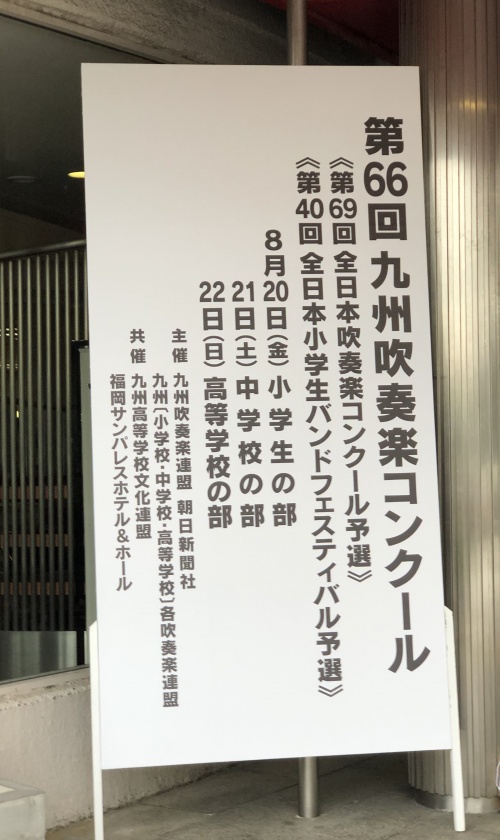 第66回 九州吹奏楽コンクール
《第69回 全日本吹奏楽コンクール予選》
《第40回 全日本小学生バンドフェスティバル予選》
8月20日(金) 小学生の部
21日(土) 中学校の部
22日(日) 高等学校の部
主催 九州吹奏楽連盟 朝日新聞社
九州〔小学校・中学校・高等学校〕各吹奏楽連盟
共催 九州高等学校文化連盟
福岡サンパレスホテル&ホール